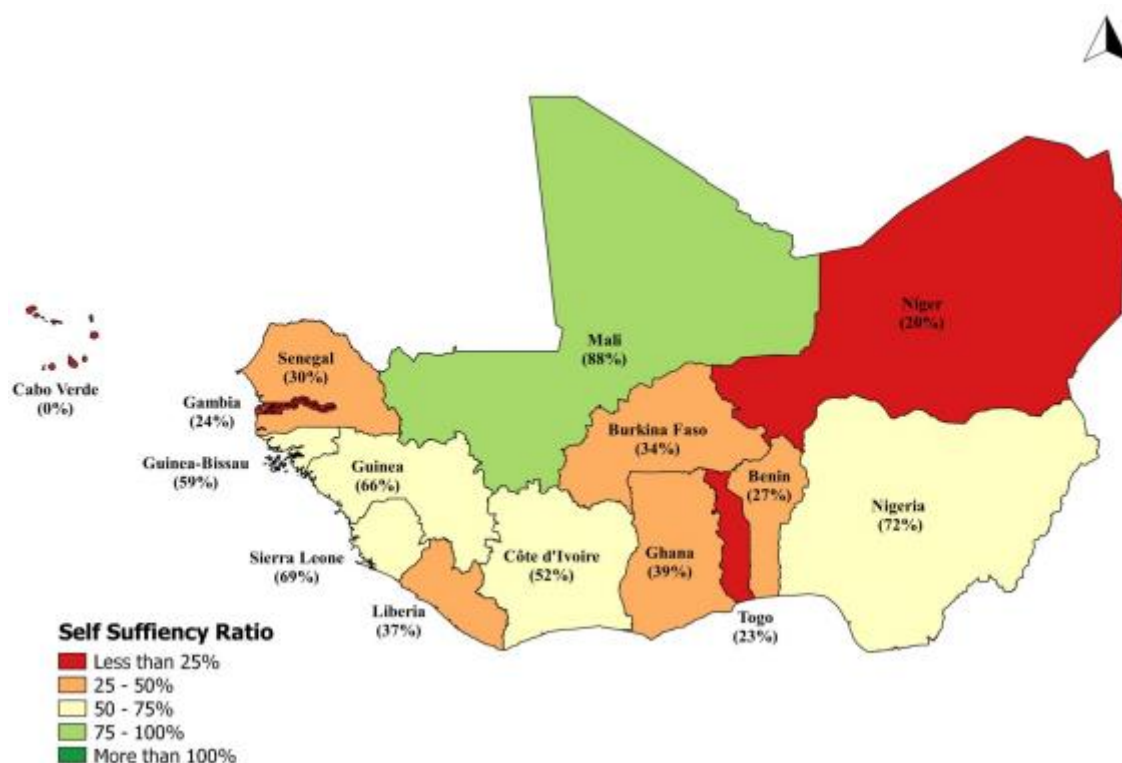 Niger
(20%)
Mali
(88%)
Senegal
(30%)
Cabo Verde
(0%)
Gambia
(24%)
Burkina Faso
(34%)
Guinea-Bissau
(59%)
Guinea
(66%)
Benin
(27%)
Nigeria
(72%)
Sierra Leone
(69%)
Côte d'Ivoire
(52%)
Ghana
(39%)
Liberia
(37%)
Togo
(23%)
Self Suffiency Ratio
Less than 25%
25 - 50%
50 - 75%
75 - 100%
More than 100%